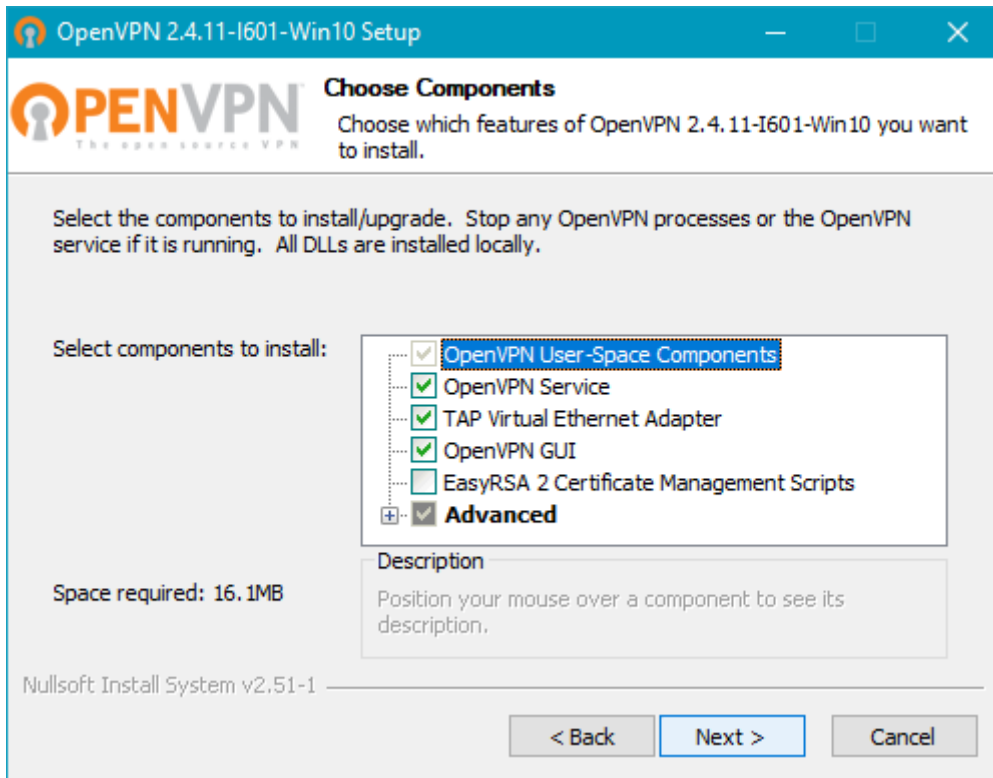 OpenVPN 2.4.11-I601-Win10 Setup
OPENVPN
The open source VPN
Choose Components
Choose which features of OpenVPN 2.4.11-I601-Win10 you want
to install.
Select the components to install/upgrade.  Stop any OpenVPN processes or the OpenVPN
service if it is running.  All DLLs are installed locally.
Select components to install:
OpenVPN User-Space Components
OpenVPN Service
TAP Virtual Ethernet Adapter
OpenVPN GUI
EasyRSA 2 Certificate Management Scripts
Advanced
Space required: 16.1MB
Description
Position your mouse over a component to see its
description.
Nullsoft Install System v2.51-1
< Back
Next >
Cancel